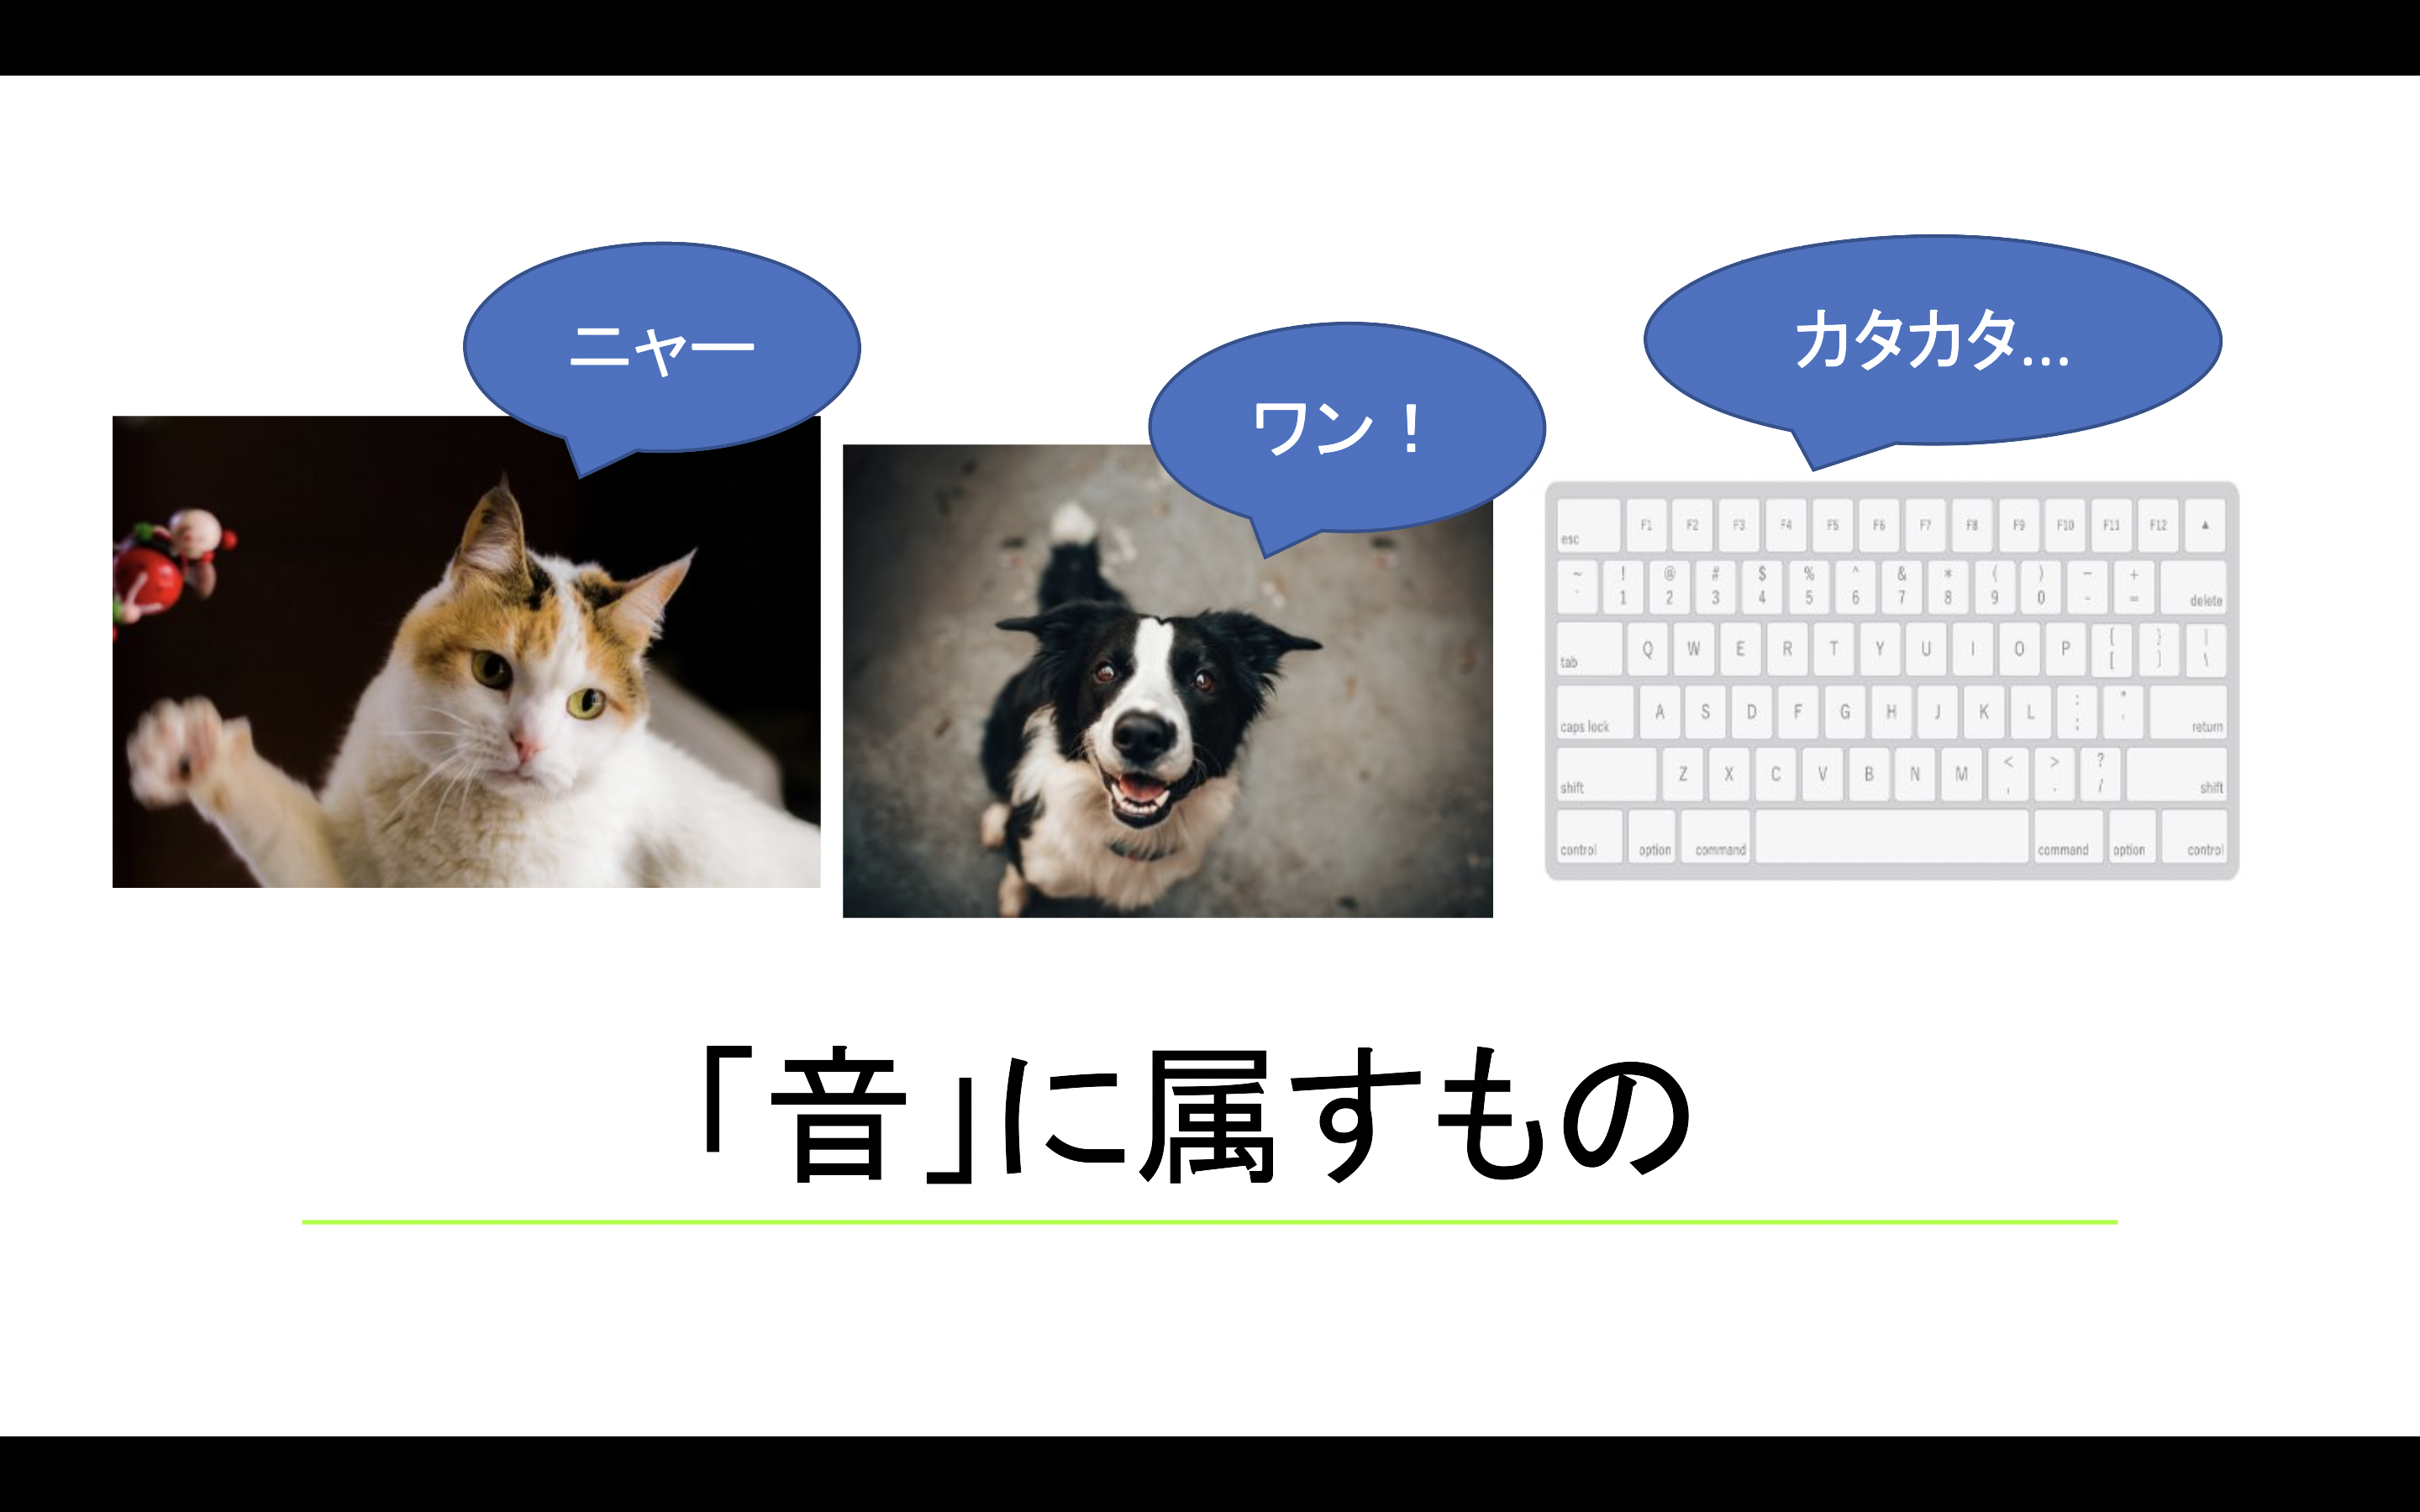 ニャー
ワン！
カタカタ...
esc F1 F2 F3 F4 F5 F6 F7 F8 F9 F10 F11 F12 ▲
~ ! @ # $ % ^ & * ( ) − +
` 1 2 3 4 5 6 7 8 9 0 - = delete
tab Q W E R T Y U I O P { [ } ] | \
caps lock A S D F G H J K L : ; " ' return
shift Z X C V B N M < , > . ? / shift
control option command command option control
「音」に属すもの